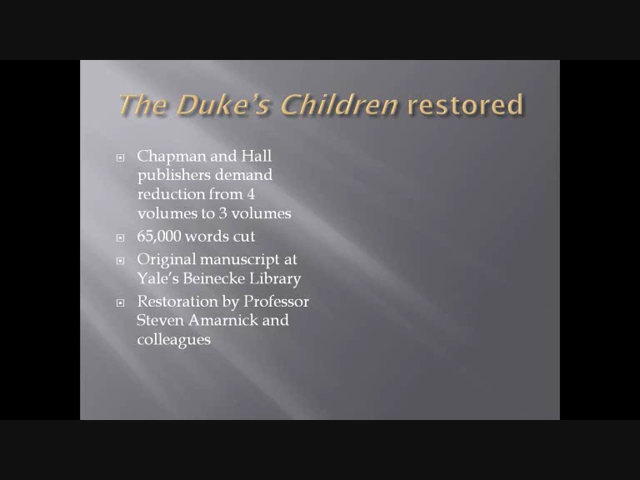 The Duke's Children restored
Chapman and Hall
publishers demand
reduction from 4
volumes to 3 volumes
65,000 words cut
Original manuscript at
Yale's Beinecke Library
Restoration by Professor
Steven Amarnick and
colleagues